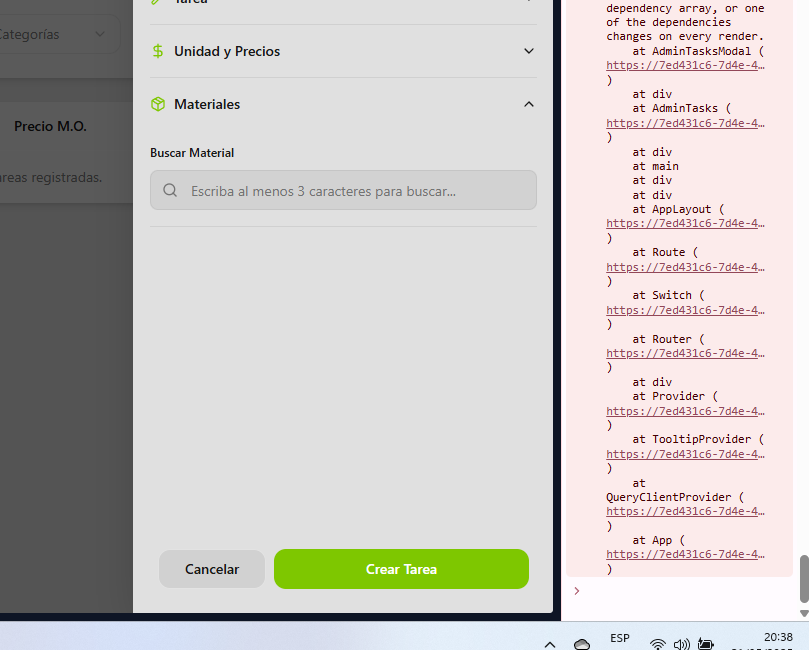 Tarea
Categorías
Unidad y Precios
Materiales
Precio M.O.
Buscar Material
areas registradas.
Escriba al menos 3 caracteres para buscar...
Cancelar
Crear Tarea
dependency array, or one
of the dependencies
changes on every render.
at AdminTasksModal (
https://7ed431c6-7d4e-4…
)
at div
at AdminTasks (
https://7ed431c6-7d4e-4…
)
at div
at main
at div
at div
at AppLayout (
https://7ed431c6-7d4e-4…
)
at Route (
https://7ed431c6-7d4e-4…
)
at Switch (
https://7ed431c6-7d4e-4…
)
at Router (
https://7ed431c6-7d4e-4…
)
at div
at Provider (
https://7ed431c6-7d4e-4…
)
at TooltipProvider (
https://7ed431c6-7d4e-4…
)
at
QueryClientProvider (
https://7ed431c6-7d4e-4…
)
at App (
https://7ed431c6-7d4e-4…
)
ESP
20:38